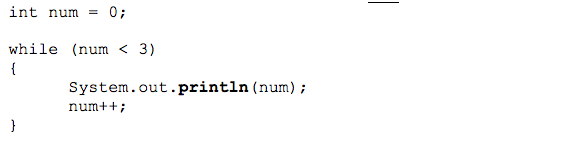 int num = 0;
while (num < 3)
{
System.out.println(num);
num++;
}